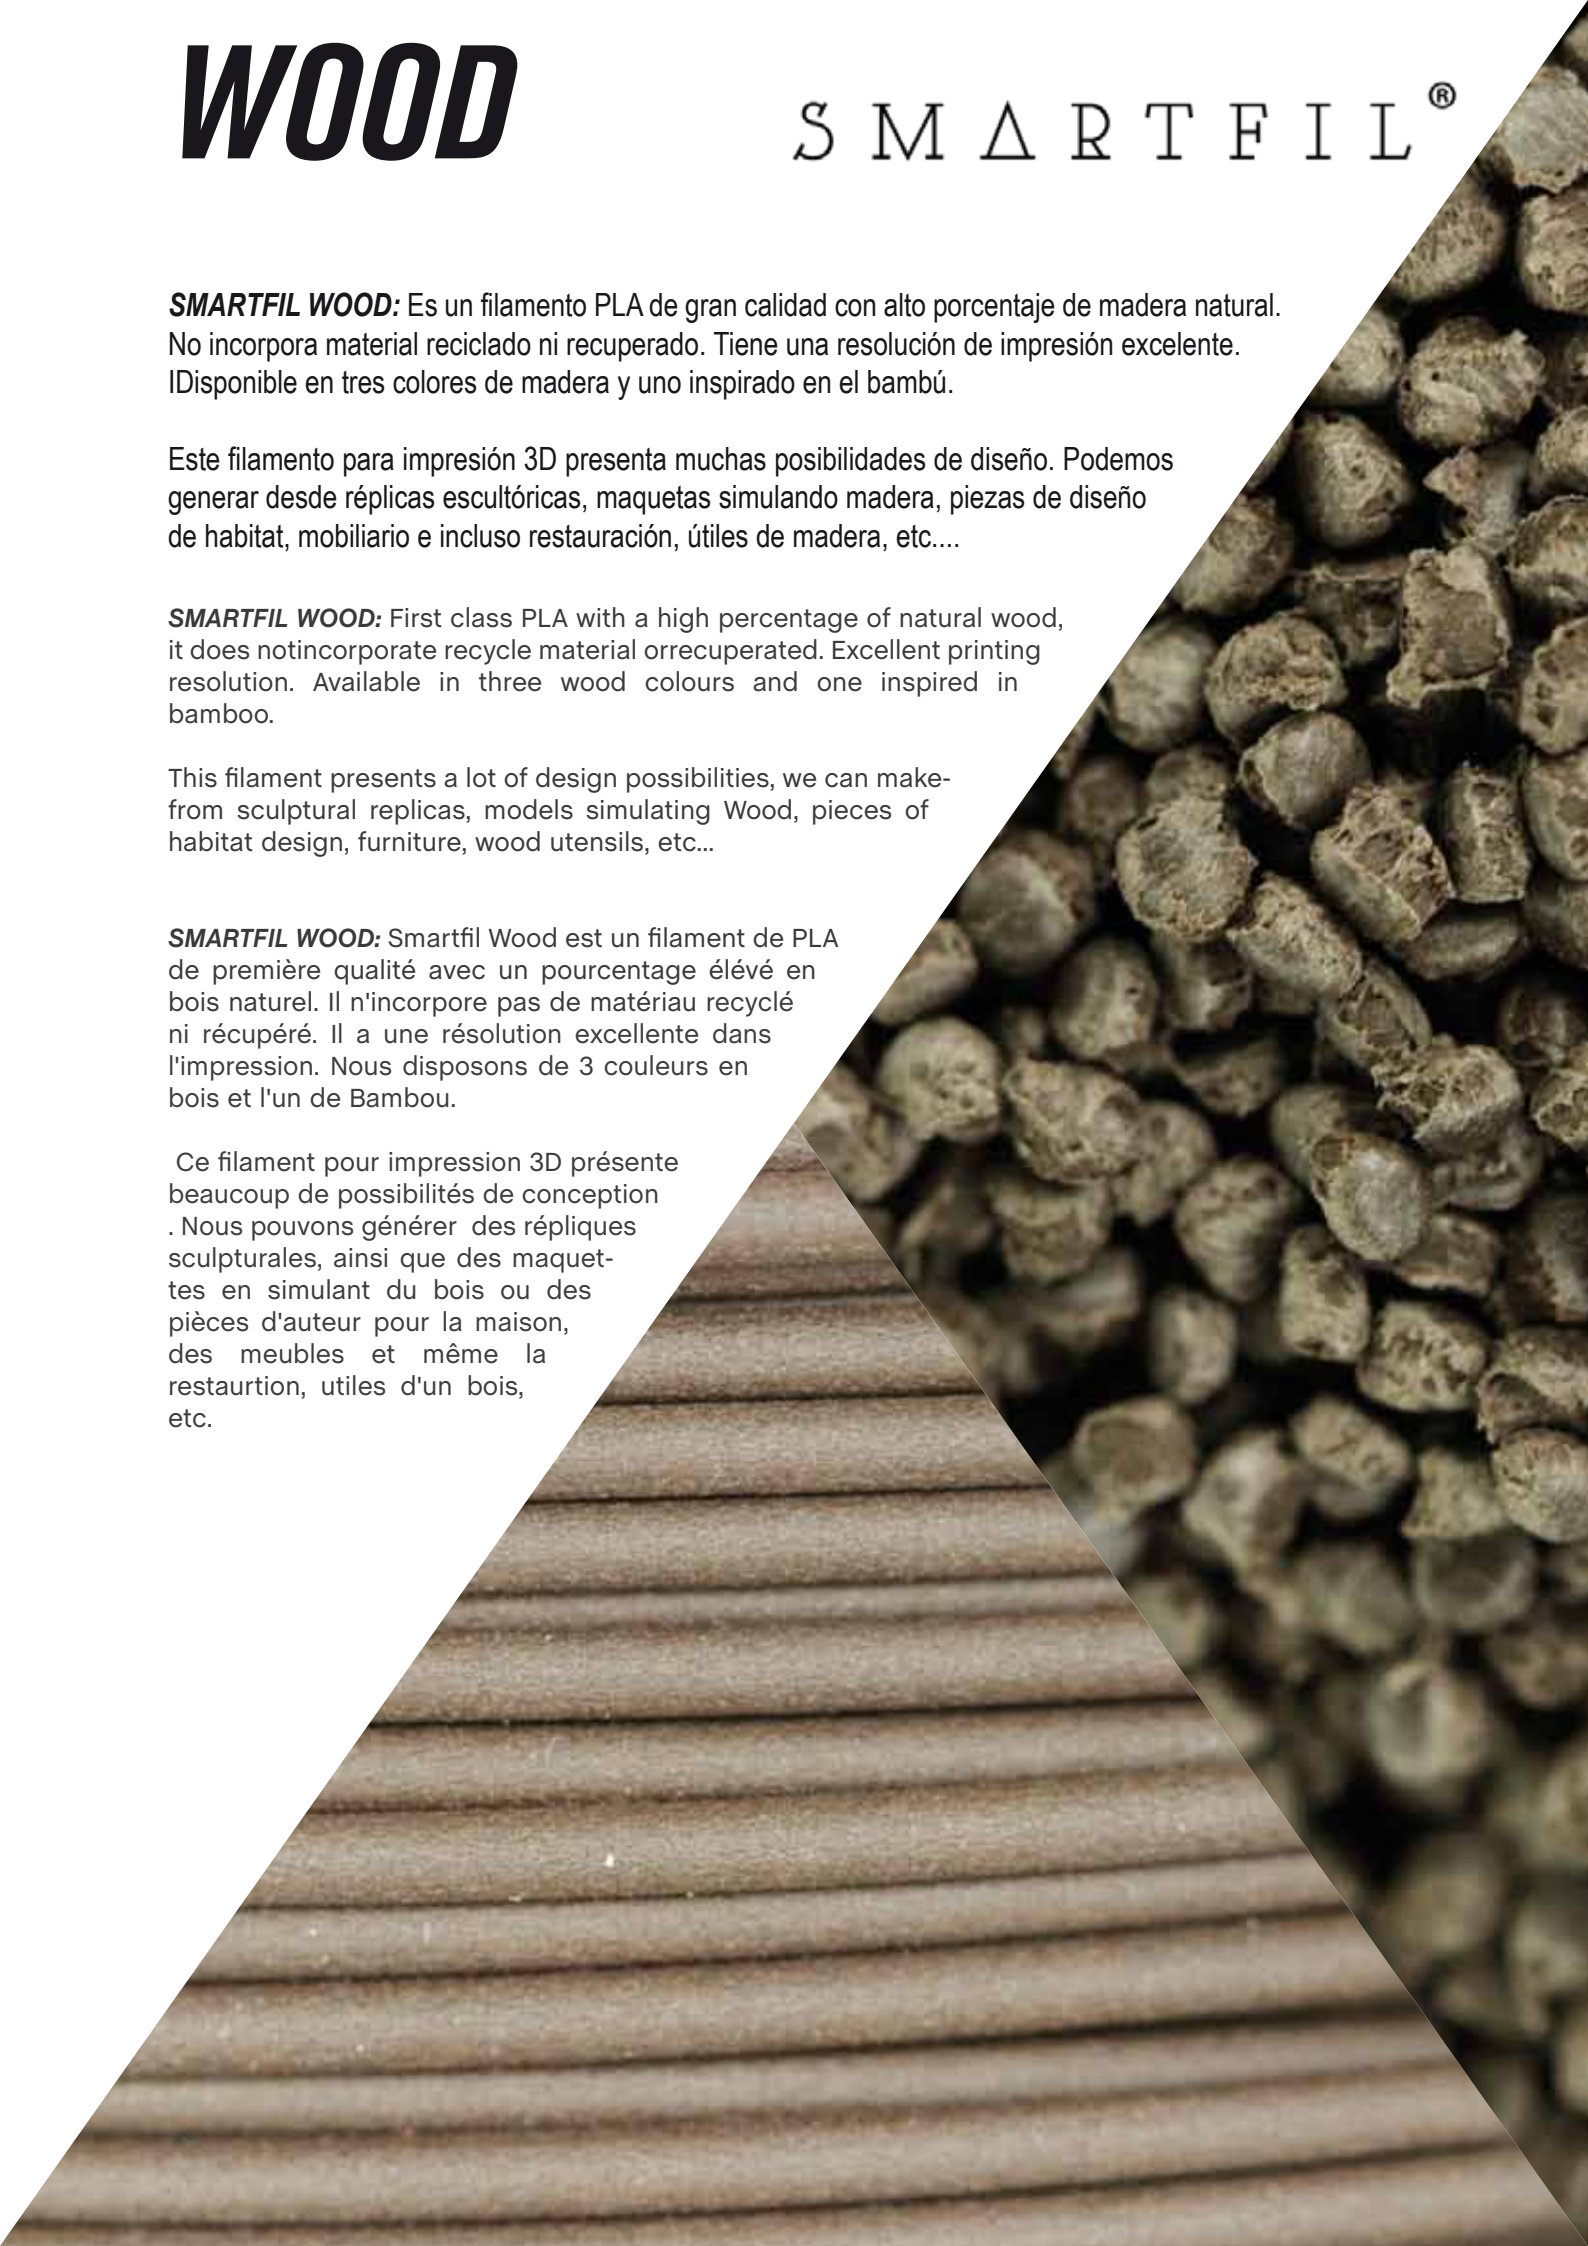 WOOD
SMARTFIL®
SMARTFIL WOOD: Es un filamento PLA de gran calidad con alto porcentaje de madera natural.
No incorpora material reciclado ni recuperado. Tiene una resolución de impresión excelente.
IDisponible en tres colores de madera y uno inspirado en el bambú.
Este filamento para impresión 3D presenta muchas posibilidades de diseño. Podemos
generar desde réplicas escultóricas, maquetas simulando madera, piezas de diseño
de habitat, mobiliario e incluso restauración, útiles de madera, etc....
SMARTFIL WOOD: First class PLA with a high percentage of natural wood,
it does notincorporate recycle material orrecuperated. Excellent printing
resolution. Available in three wood colours and one inspired in
bamboo.
This filament presents a lot of design possibilities, we can make-
from sculptural replicas, models simulating Wood, pieces of
habitat design, furniture, wood utensils, etc...
SMARTFIL WOOD: Smartfil Wood est un filament de PLA
de première qualité avec un pourcentage élévé en
bois naturel. Il n'incorpore pas de matériau recyclé
ni récupéré. Il a une résolution excellente dans
l'impression. Nous disposons de 3 couleurs en
bois et l'un de Bambou.
Ce filament pour impression 3D présente
beaucoup de possibilités de conception
. Nous pouvons générer des répliques
sculpturales, ainsi que des maquet-
tes en simulant du bois ou des
pièces d'auteur pour la maison,
des meubles et même la
restaurtion, utiles d'un bois,
etc.